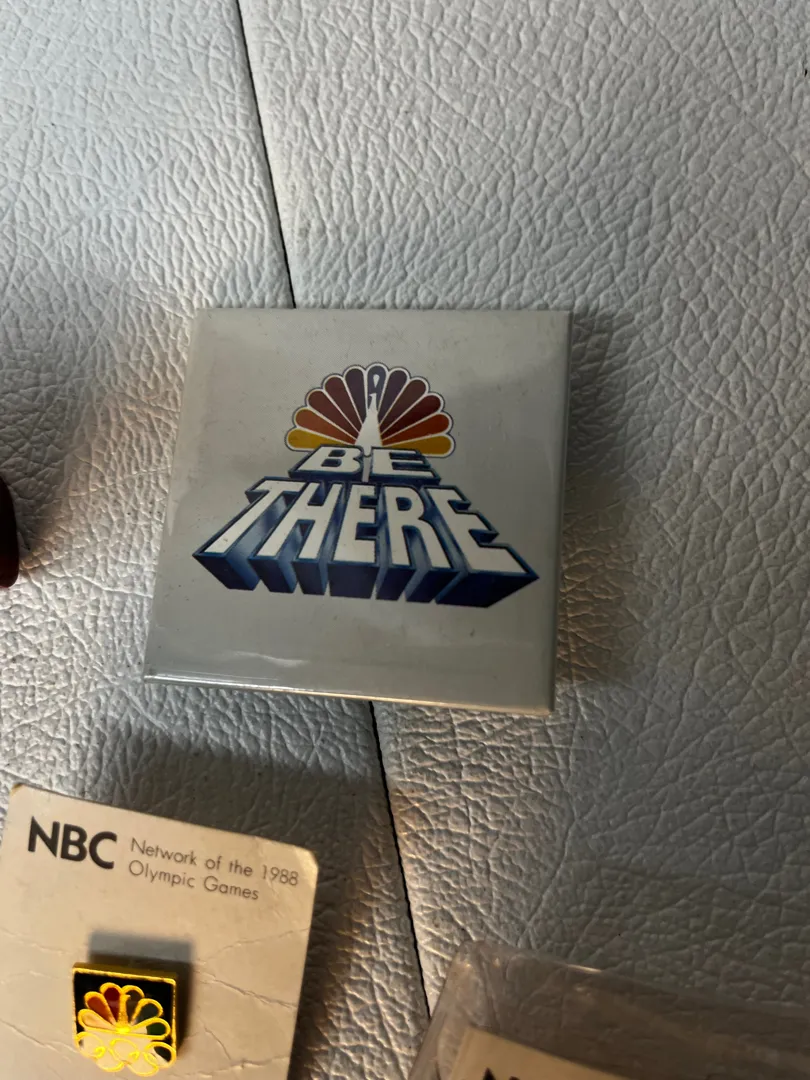 BE
THERE
NBC
Network of the 1988
Olympic Games